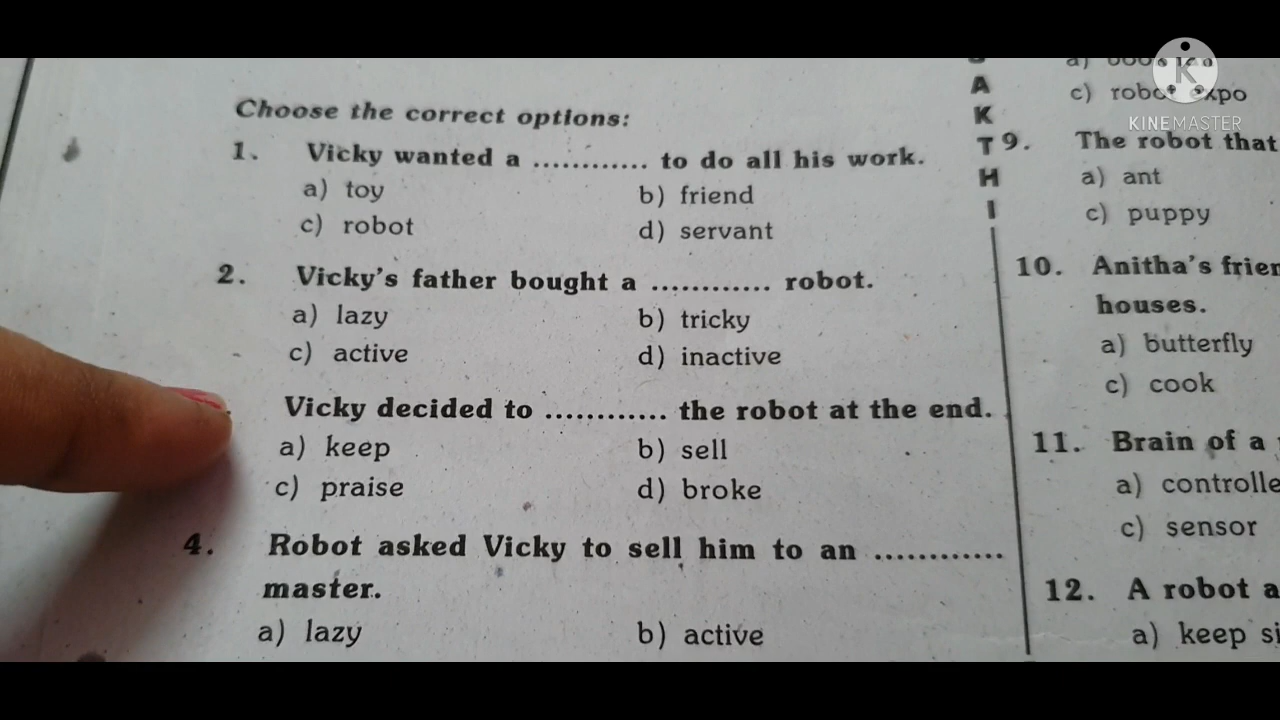 Choose the correct options:
1. Vicky wanted a ............ to do all his work.
a) toy b) friend
c) robot d) servant
2. Vicky's father bought a ............ robot.
a) lazy b) tricky
c) active d) inactive
Vicky decided to ............ the robot at the end.
a) keep b) sell
c) praise d) broke
4. Robot asked Vicky to sell him to an ............
master.
a) lazy b) active
A
K
T
H
I
c) robot expo
9. The robot that
a) ant
c) puppy
10. Anitha's
houses.
a) butterfly
c) cook
11. Brain of a
a)
c) sensor
12. A robot a
a) keep
K
KINEMASTER